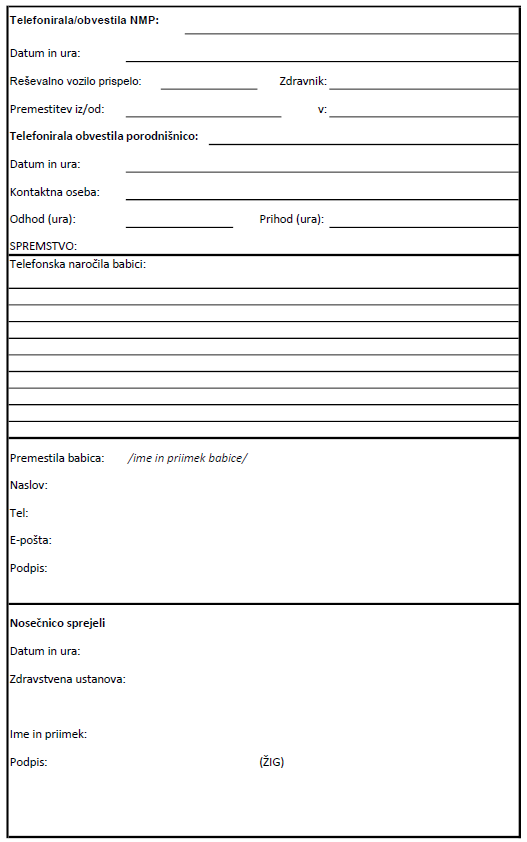 Telefonirala/obvestila NMP:
Datum in ura:
Reševalno vozilo prispelo: Zdravnik:
Premestitev iz/od: v:
Telefonirala obvestila porodnišnico:
Datum in ura:
Kontaktna oseba:
Odhod (ura): Prihod (ura):
SPREMSTVO:
Telefonska naročila babici:
Premestila babica: /ime in priimek babice/
Naslov:
Tel:
E-pošta:
Podpis:
Nosečnico sprejeli
Datum in ura:
Zdravstvena ustanova:
Ime in priimek:
Podpis: (ŽIG)